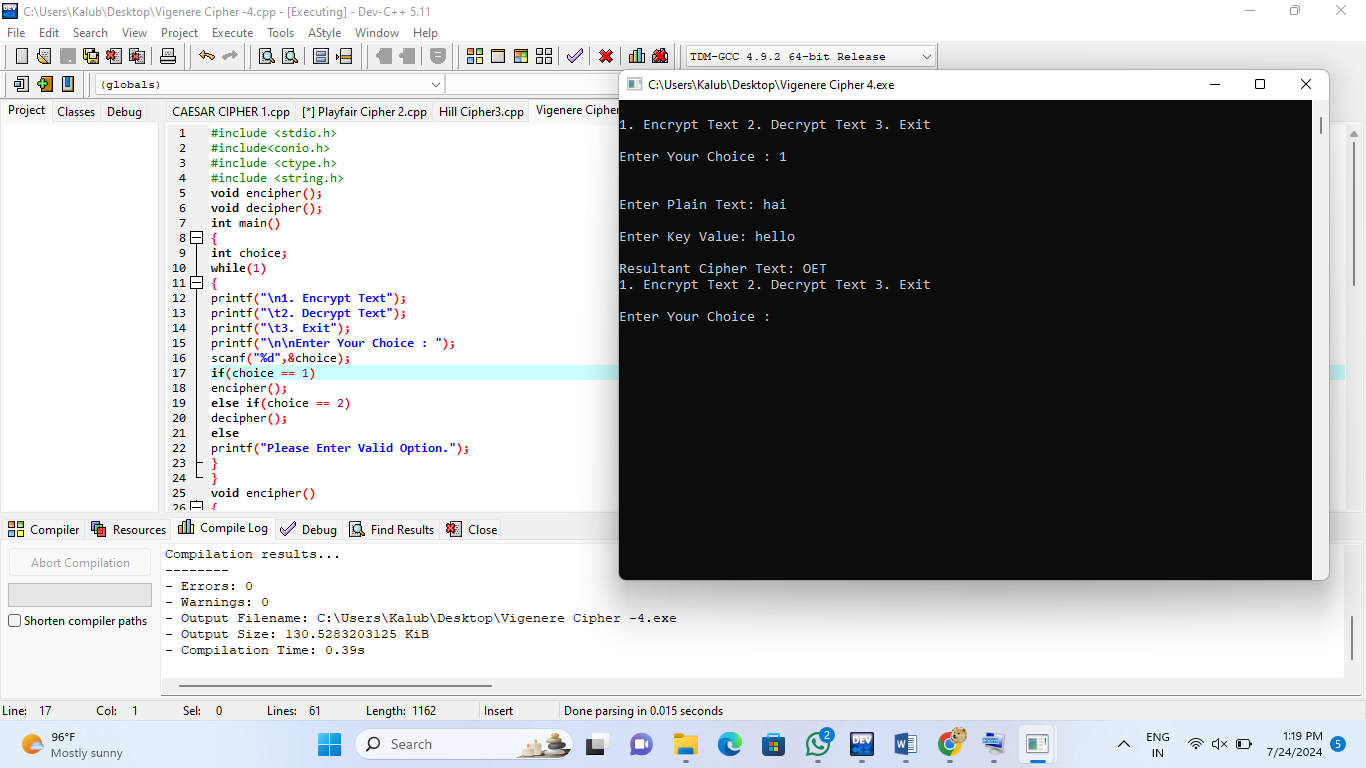 C:\Users\Kalub\Desktop\Vigenere Cipher -4.cpp - [Executing] - Dev-C++ 5.11
File Edit Search View Project Execute Tools AStyle Window Help
TDM-GCC 4.9.2 64-bit Release
(globals)
Project Classes Debug
CAESAR CIPHER 1.cpp [*] Playfair Cipher 2.cpp Hill Cipher3.cpp Vigenere Cipher
1 #include <stdio.h>
2 #include<conio.h>
3 #include <ctype.h>
4 #include <string.h>
5 void encipher();
6 void decipher();
7 int main()
8 {
9 int choice;
10 while(1)
11 {
12 printf("\n1. Encrypt Text");
13 printf("\t2. Decrypt Text");
14 printf("\t3. Exit");
15 printf("\n\nEnter Your Choice : ");
16 scanf("%d",&choice);
17 if(choice == 1)
18 encipher();
19 else if(choice == 2)
20 decipher();
21 else
22 printf("Please Enter Valid Option.");
23 }
24 }
25 void encipher()
26 {
C:\Users\Kalub\Desktop\Vigenere Cipher 4.exe
1. Encrypt Text 2. Decrypt Text 3. Exit
Enter Your Choice : 1
Enter Plain Text: hai
Enter Key Value: hello
Resultant Cipher Text: OET
1. Encrypt Text 2. Decrypt Text 3. Exit
Enter Your Choice :
Compiler Resources Compile Log Debug Find Results Close
Abort Compilation
Shorten compiler paths
Compilation results...
--------
- Errors: 0
- Warnings: 0
- Output Filename: C:\Users\Kalub\Desktop\Vigenere Cipher -4.exe
- Output Size: 130.5283203125 KiB
- Compilation Time: 0.39s
Line: 17 Col: 1 Sel: 0 Lines: 61 Length: 1162 Insert Done parsing in 0.015 seconds
96°F
Mostly sunny
Search
2
DEV
ENG
IN
1:19 PM
7/24/2024
5